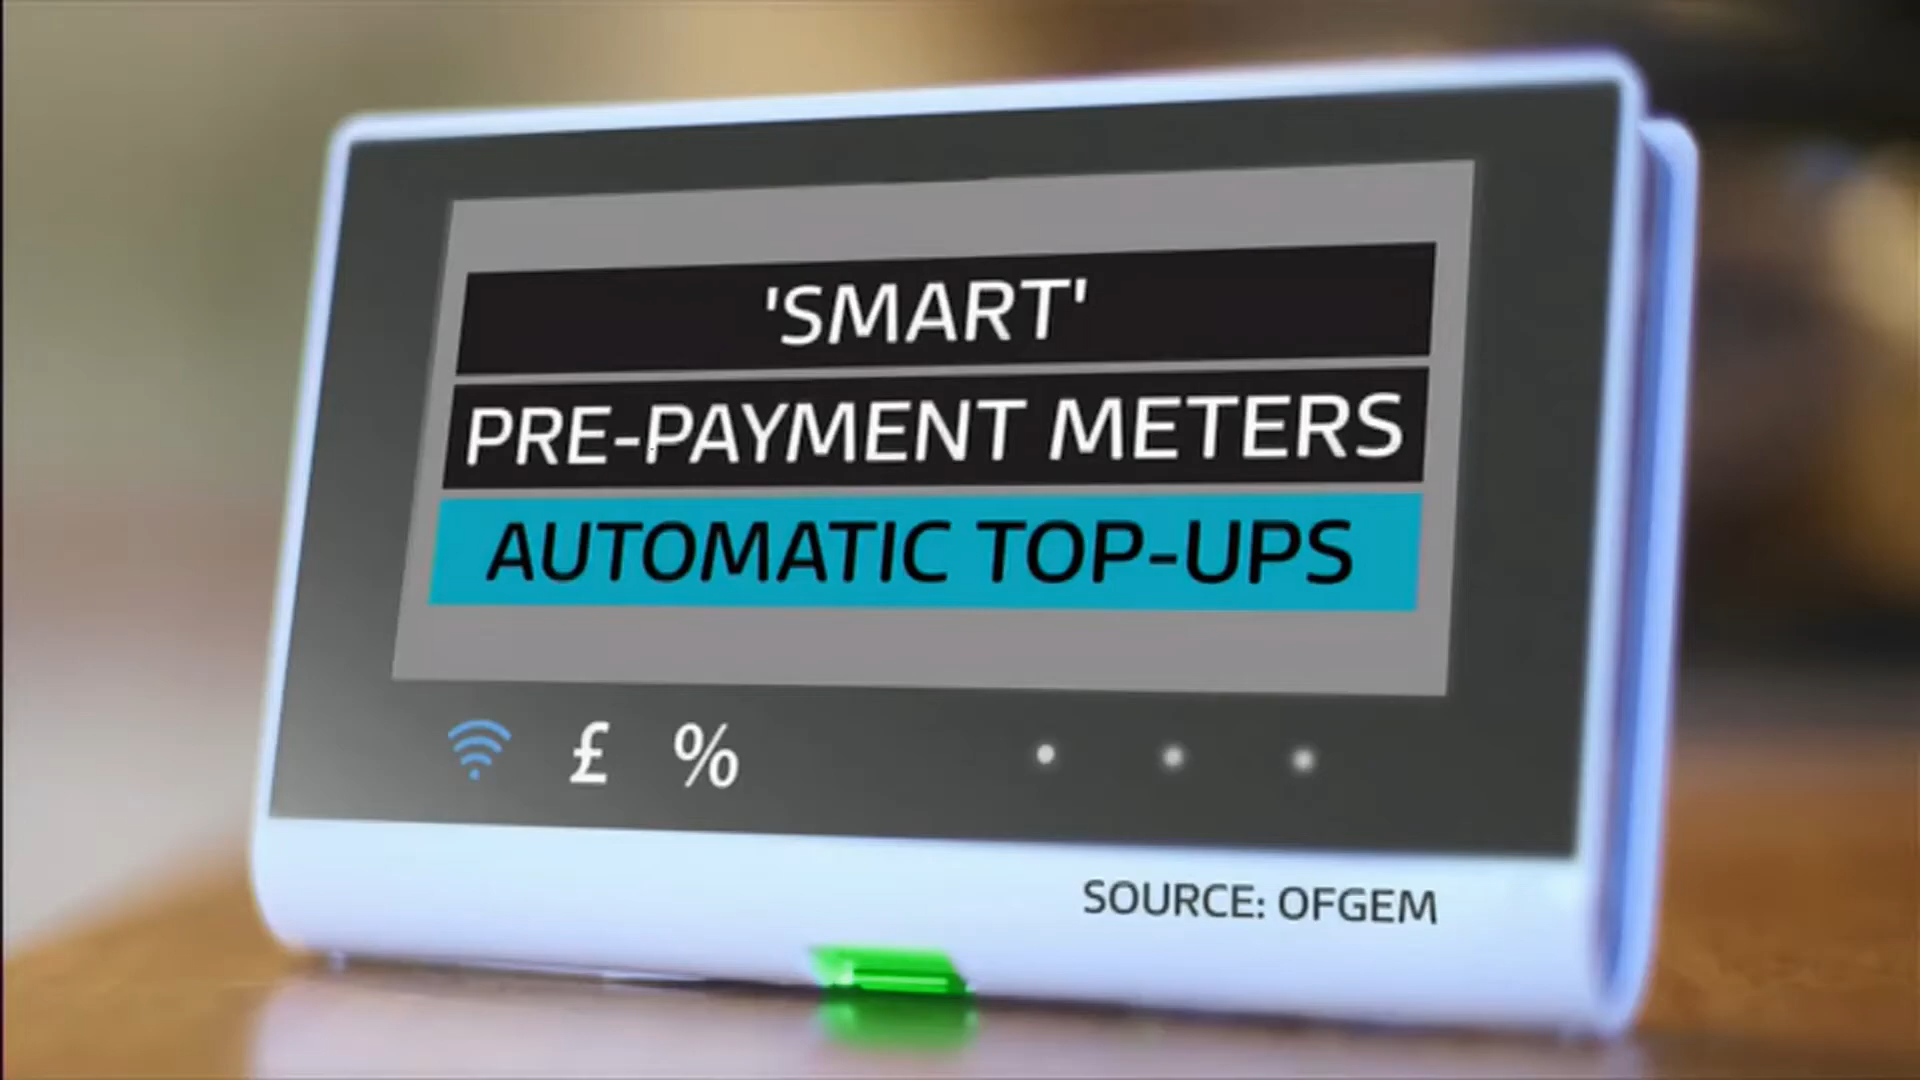 'SMART'
PRE-PAYMENT METERS
AUTOMATIC TOP-UPS
£ %
SOURCE: OFGEM